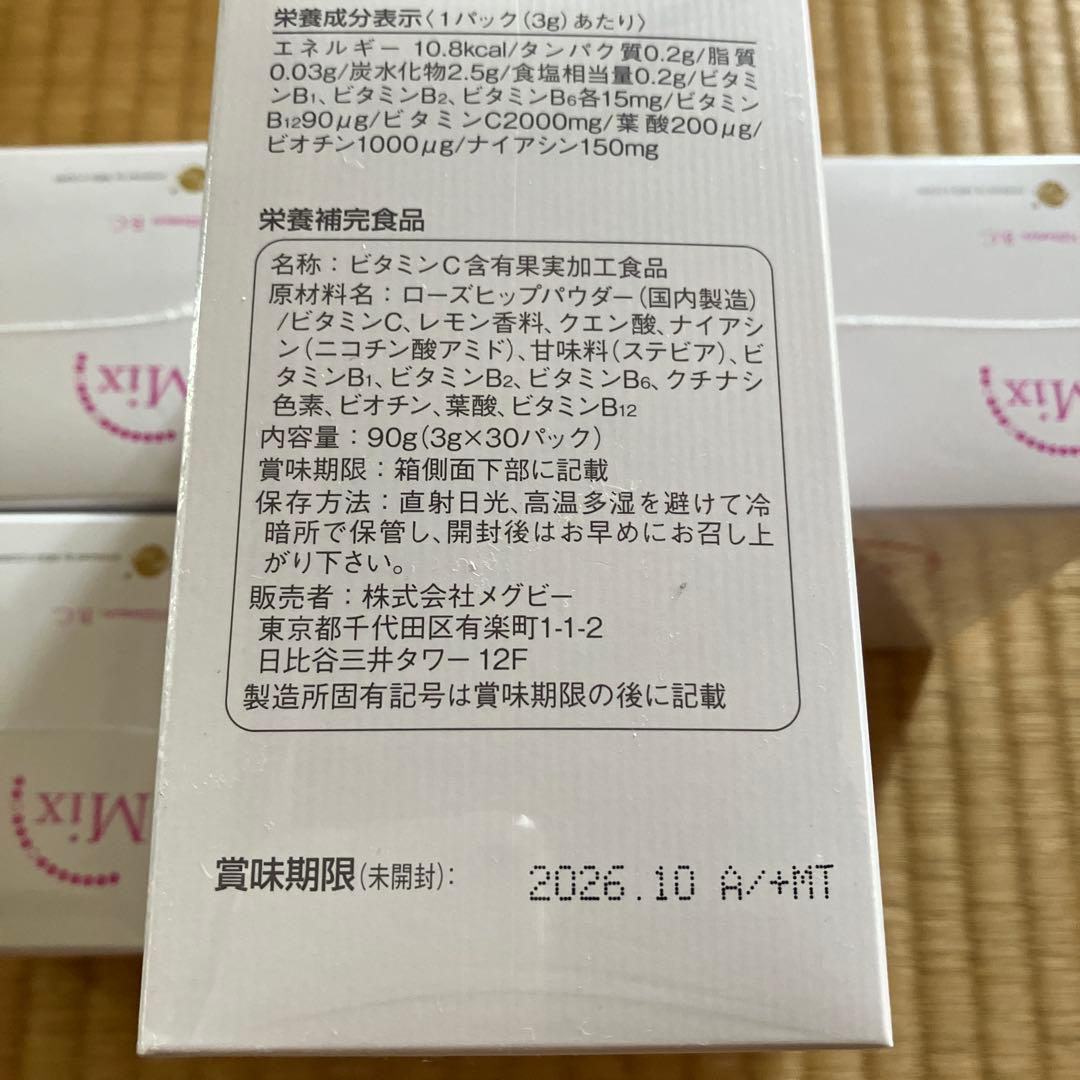 栄養成分表示〈1パック(3g)あたり〉
エネルギー 10.8kcal/タンパク質0.2g/脂質
0.03g/炭水化物2.5g/食塩相当量0.2g/ビタミ
ンB1、ビタミンB2、ビタミンB6各15mg/ビタミン
B1290μg/ビタミンC2000mg/葉酸200μg/
ビオチン1000μg/ナイアシン150mg
栄養補完食品
名称：ビタミンC含有果実加工食品
原材料名：ローズヒップパウダー(国内製造)
/ビタミンC、レモン香料、クエン酸、ナイアシ
ン(ニコチン酸アミド)、甘味料(ステビア)、ビ
タミンB1、ビタミンB2、ビタミンB6、クチナシ
色素、ビオチン、葉酸、ビタミンB12
内容量：90g(3g×30パック)
賞味期限：箱側面下部に記載
保存方法：直射日光、高温多湿を避けて冷
暗所で保管し、開封後はお早めにお召し上
がり下さい。
販売者：株式会社メグビー
東京都千代田区有楽町1-1-2
日比谷三井タワー12F
製造所固有記号は賞味期限の後に記載
賞味期限(未開封)： 2026.10 A/+MT
Mix
Mix
Mix